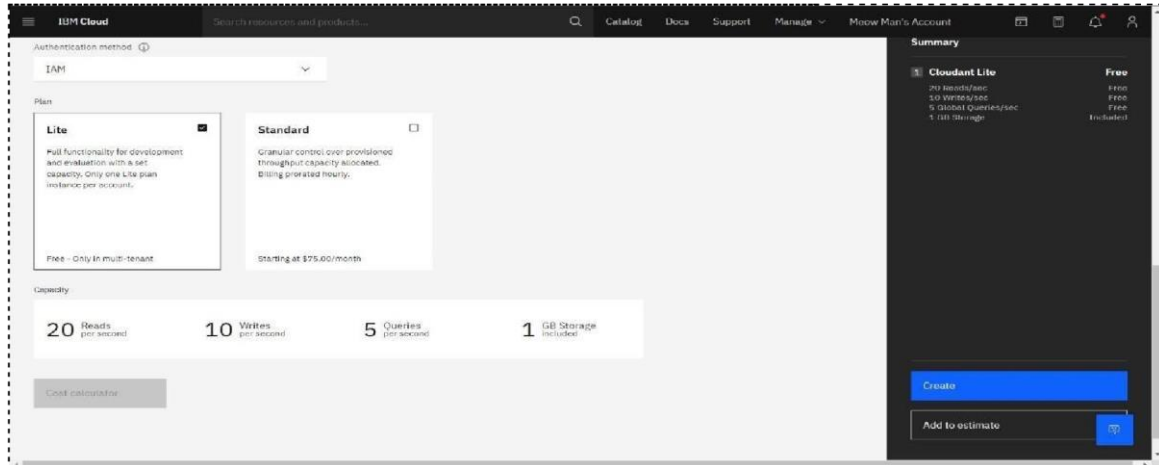 IBM Cloud
Search resources and products...
Catalog
Docs
Support
Manage
Meow Man's Account
Authentication method
IAM
Plan
Lite
Full functionality for development
and evaluation with a set
capacity. Only one Lite plan
instance per account.
Free - Only in multi-tenant
Standard
Granular control over provisioned
throughput capacity allocated.
Billing prorated hourly.
Starting at $75.00/month
Capacity
20 Reads
per second
10 Writes
per second
5 Queries
per second
1 GB Storage
included
Cost calculator
Summary
1 Cloudant Lite Free
20 Reads/sec Free
10 Writes/sec Free
5 Global Queries/sec Free
1 GB Storage Included
Create
Add to estimate